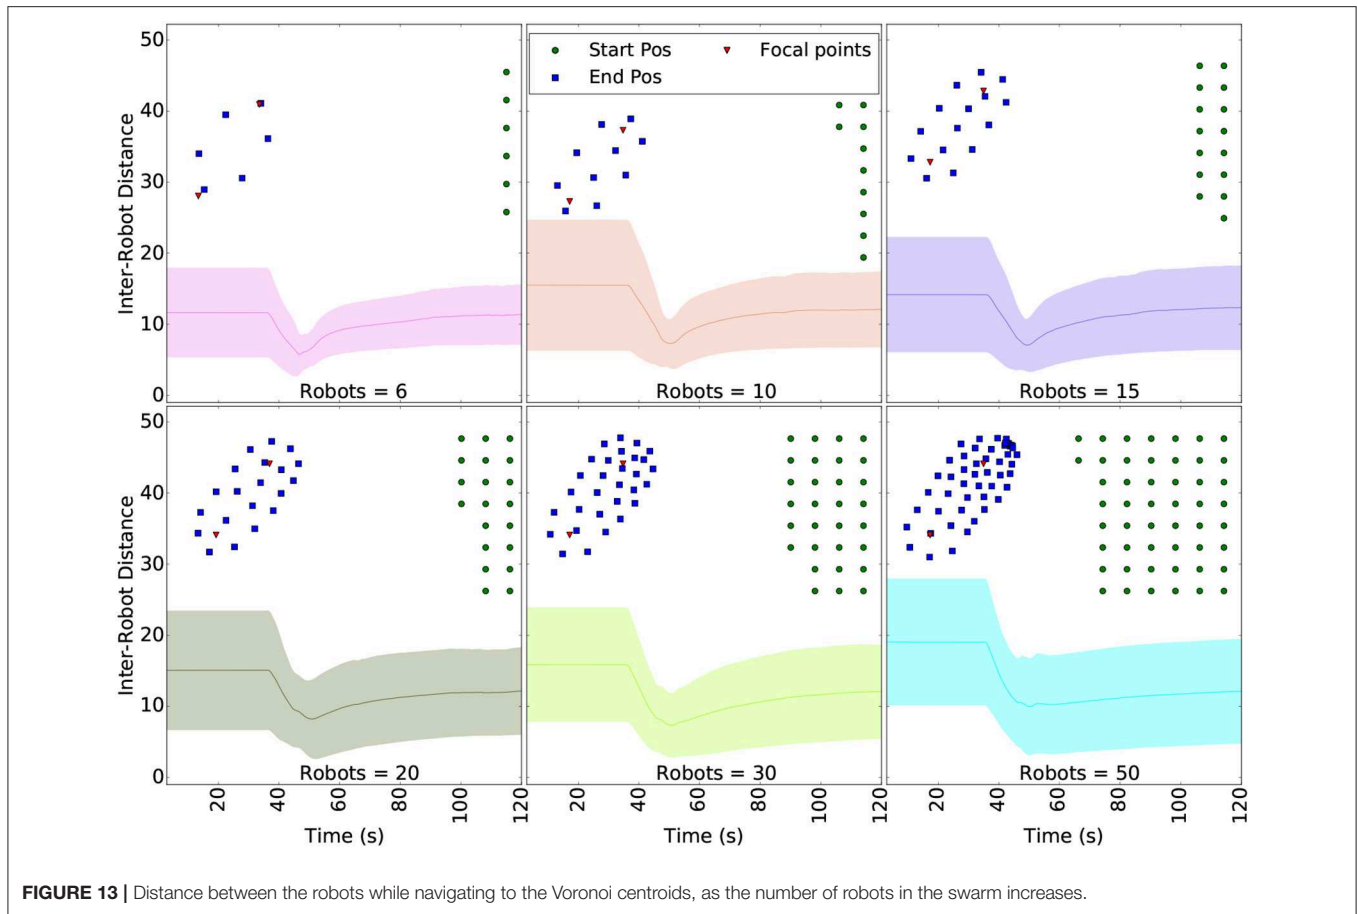 50
40
30
20
10
0
Inter-Robot Distance
Start Pos
End Pos
Focal points
Robots = 6
Robots = 10
Robots = 15
50
40
30
20
10
0
Inter-Robot Distance
Robots = 20
Robots = 30
Robots = 50
20 40 60 80 100 120
20 40 60 80 100 120
20 40 60 80 100 120
Time (s)
Time (s)
Time (s)
FIGURE 13 | Distance between the robots while navigating to the Voronoi centroids, as the number of robots in the swarm increases.